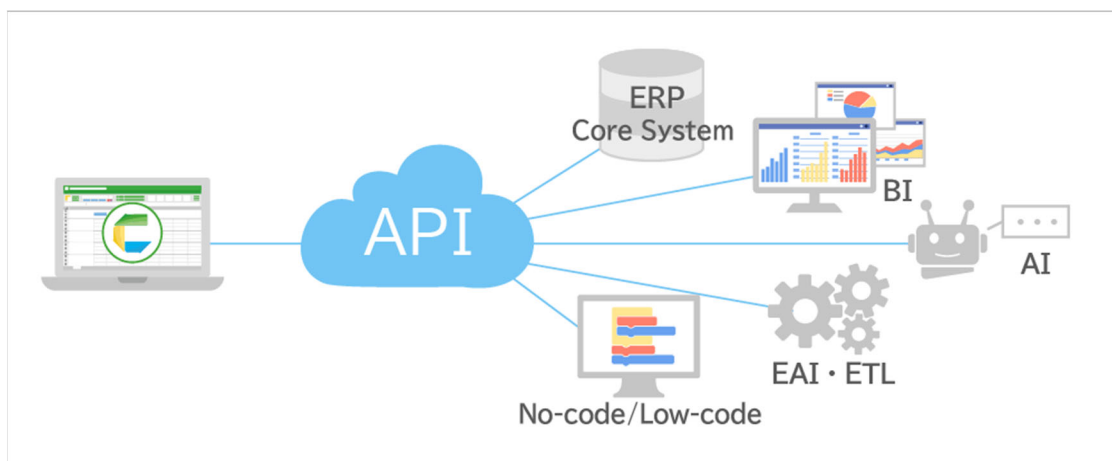 ERP
Core System
API
BI
AI
EAI・ETL
No-code/Low-code